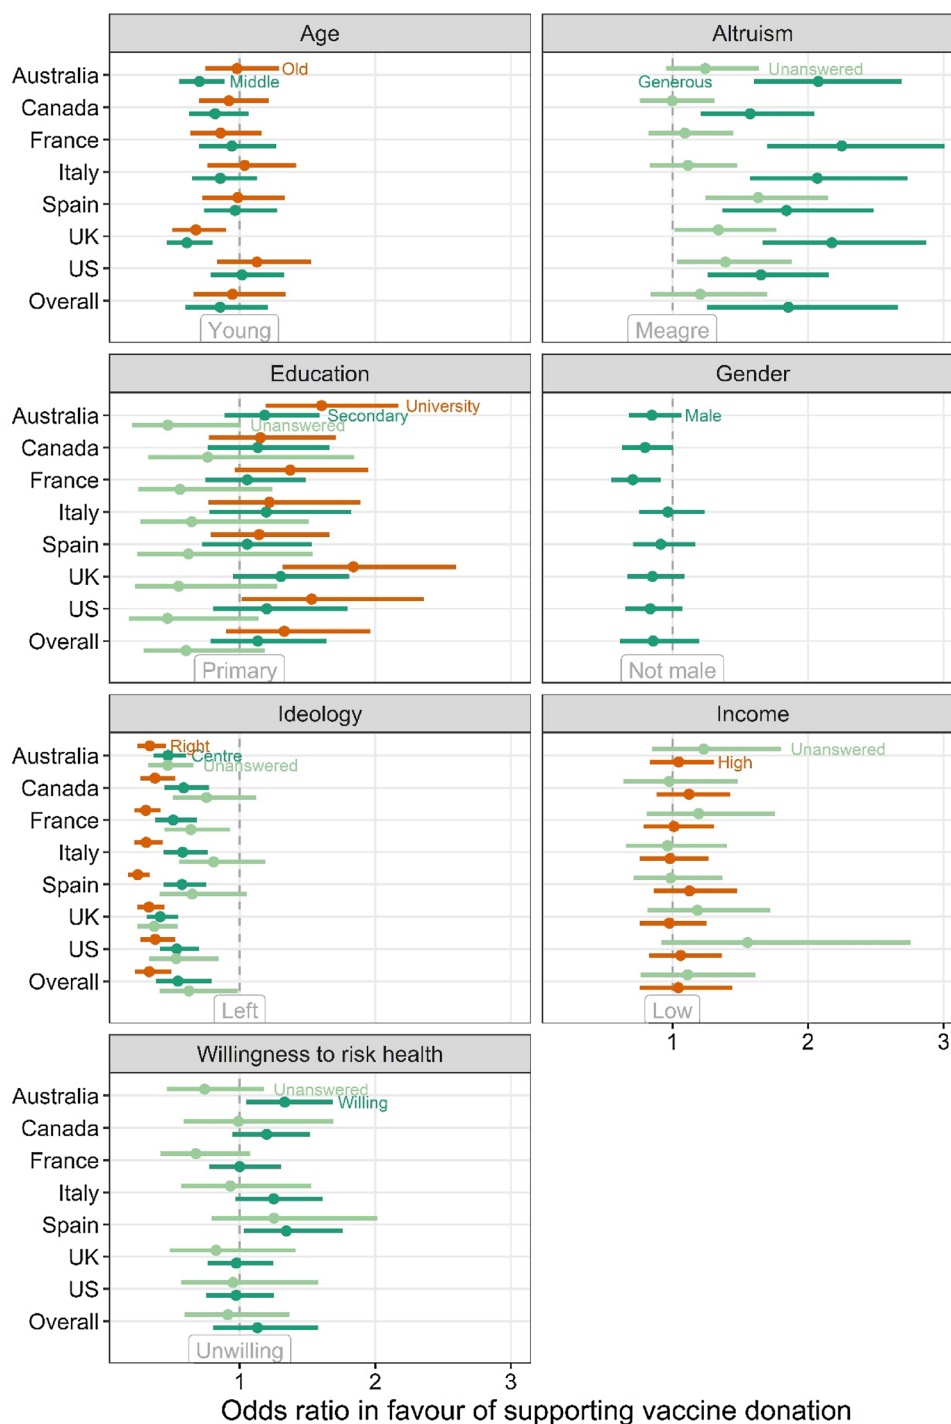 Age
Altruism
Australia
Canada
France
Italy
Spain
UK
US
Overall
Old
Middle
Young
Unanswered
Generous
Meagre
Education
Gender
Australia
Canada
France
Italy
Spain
UK
US
Overall
University
Secondary
Unanswered
Primary
Male
Not male
Ideology
Income
Australia
Canada
France
Italy
Spain
UK
US
Overall
Right
Centre
Unanswered
Left
Unanswered
High
Low
1 2 3
Willingness to risk health
Australia
Canada
France
Italy
Spain
UK
US
Overall
Unanswered
Willing
Unwilling
1 2 3
Odds ratio in favour of supporting vaccine donation